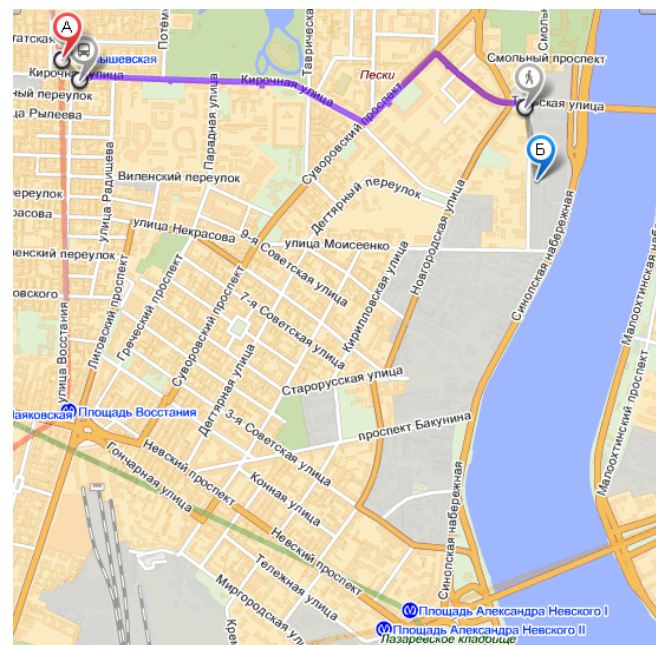 А
Кирочная улица
Таврическая
Пески
Смольный проспект
Кирочная улица
Суворовский проспект
Тульская улица
Б
ца Рылеева
улица Радищева
Парадная улица
Виленский переулок
Дегтярный переулок
улица Некрасова
9-я Советская улица
улица Моисеенко
Новгородская улица
Синопская набережная
Лиговский проспект
Греческий проспект
Суворовский проспект
7-я Советская улица
Кирилловская улица
улица Восстания
Дегтярная улица
Старорусская улица
Малоохтинский проспект
Площадь Восстания
3-я Советская улица
проспект Бакунина
Невский проспект
Гончарная улица
Конная улица
Синопская набережная
Невский проспект
Тележная улица
Миргородская улица
Площадь Александра Невского I
Площадь Александра Невского II
Лазаревское кладбище